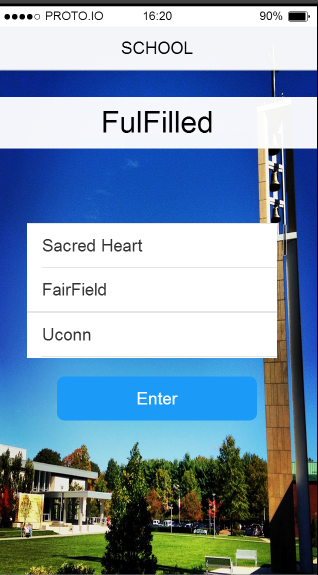 PROTO.IO 16:20 90%
SCHOOL
FulFilled
Sacred Heart
FairField
Uconn
Enter